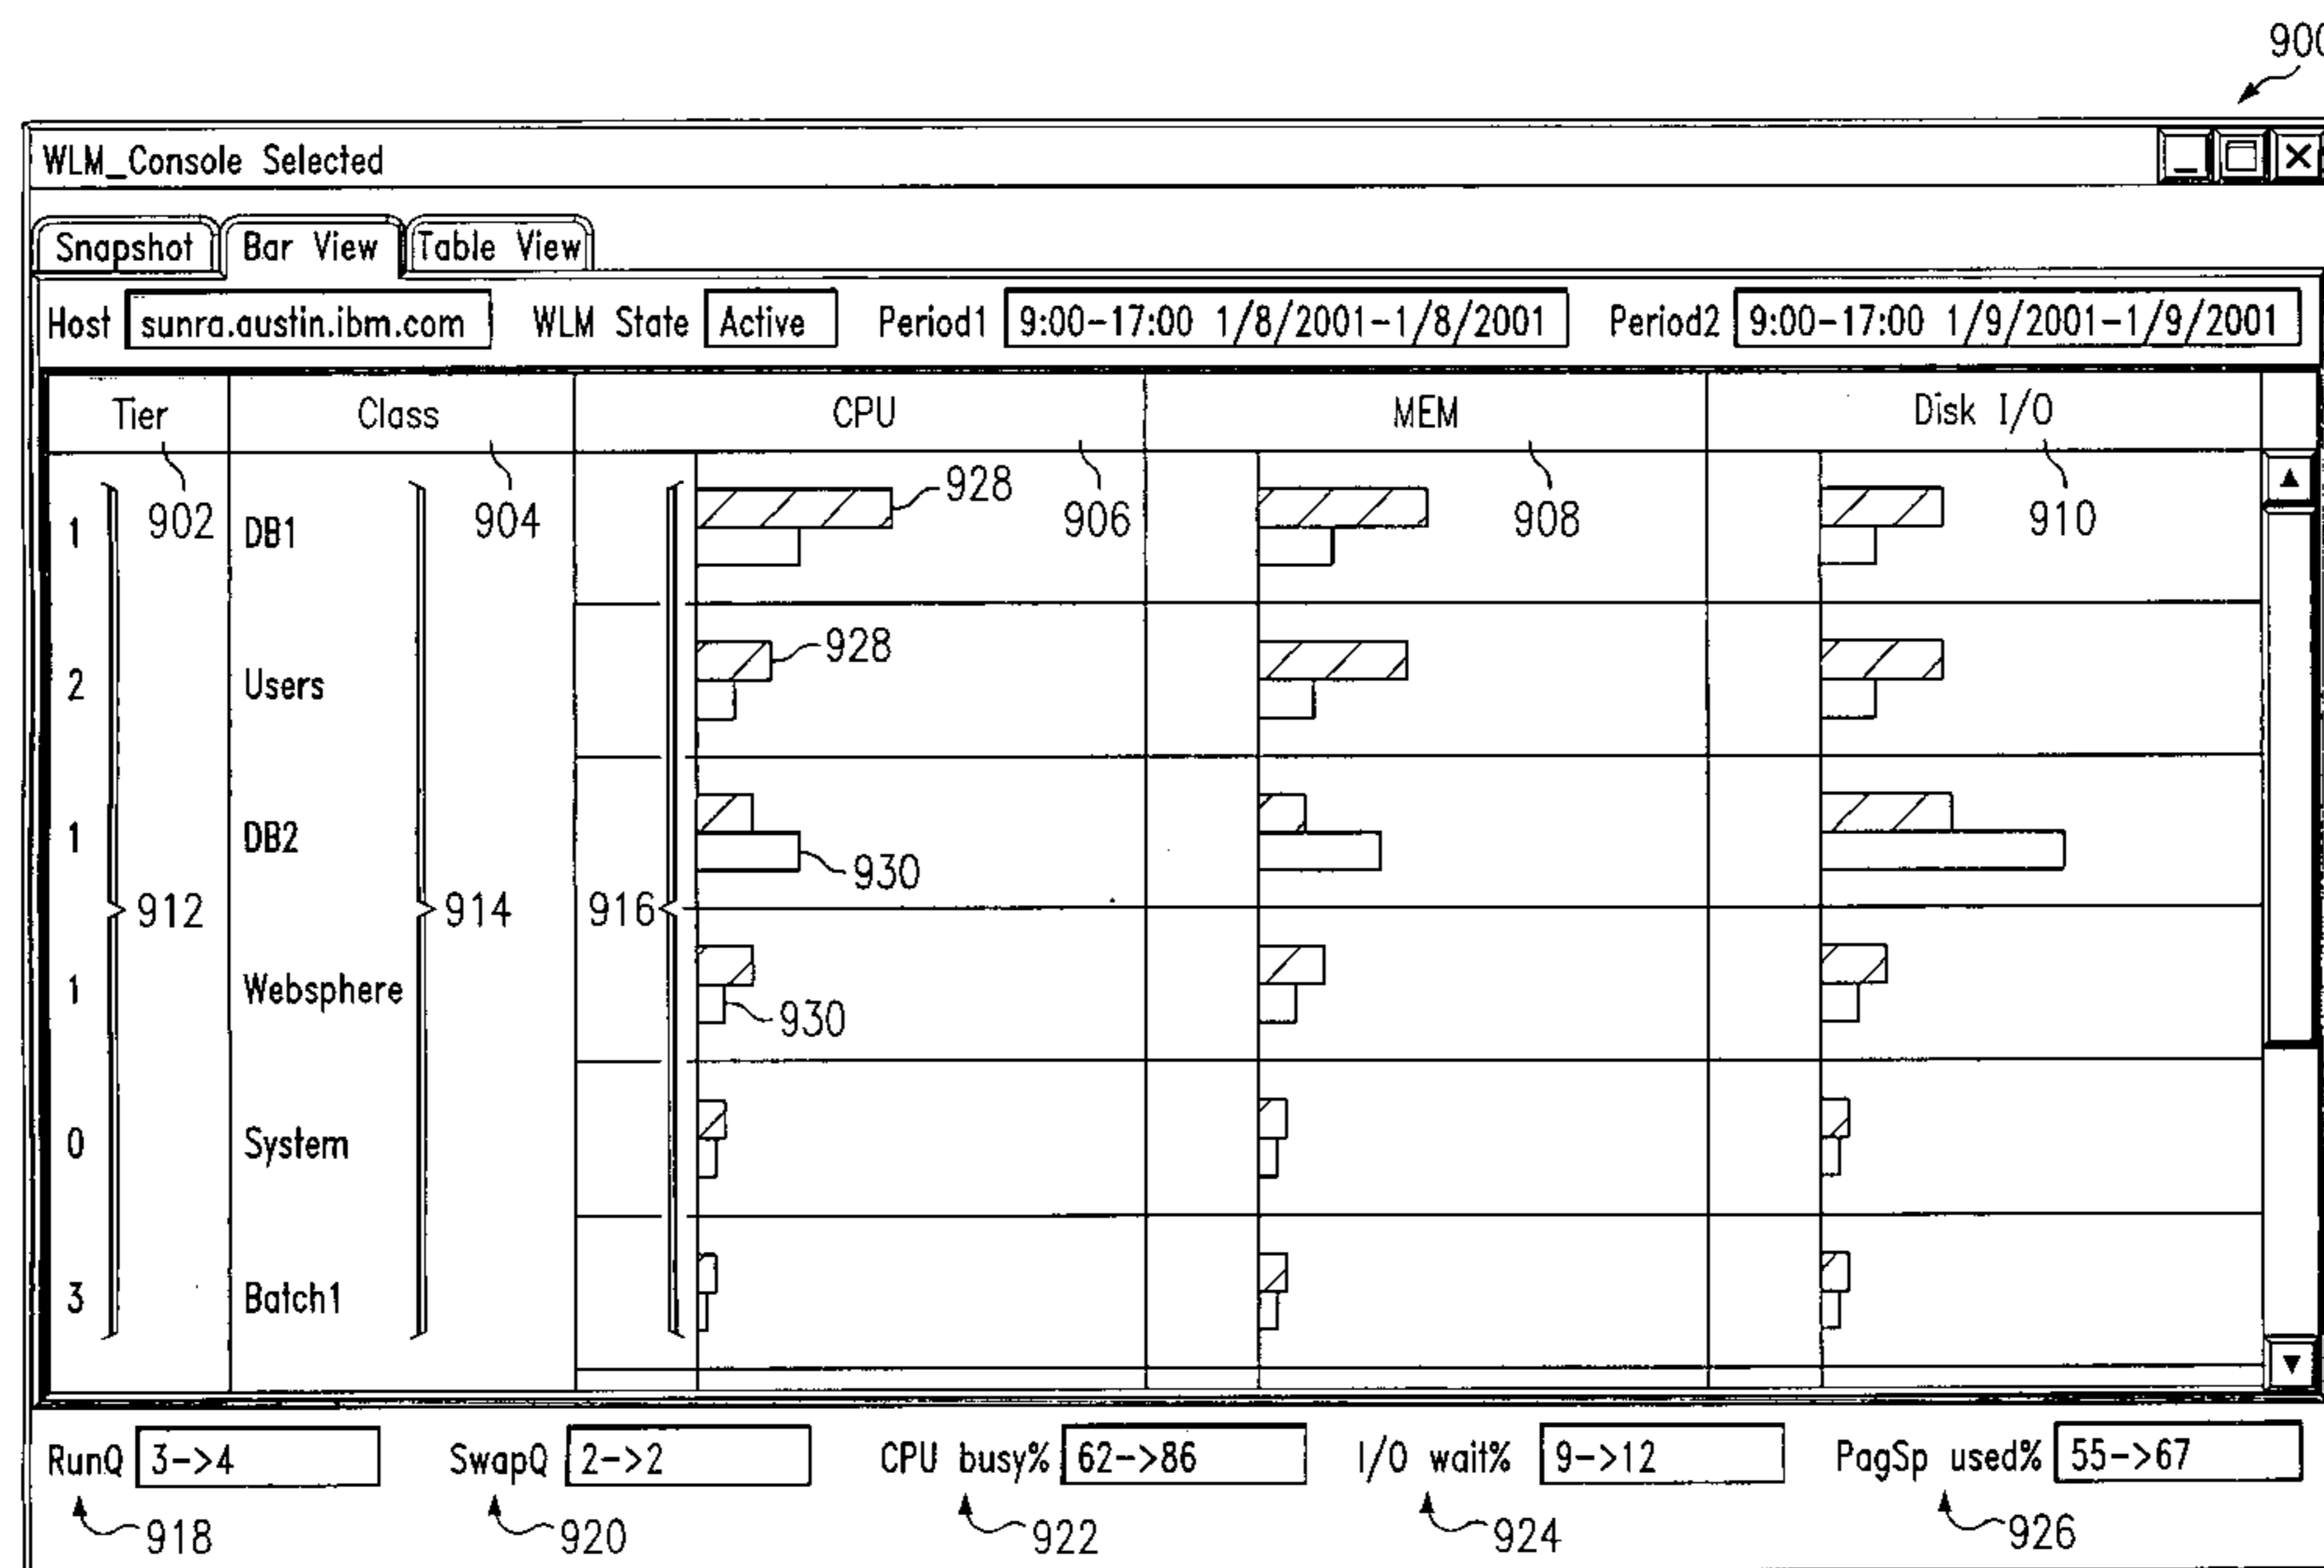 900
WLM_Console Selected
Snapshot Bar View Table View
Host sunra.austin.ibm.com WLM State Active Period1 9:00-17:00 1/8/2001-1/8/2001 Period2 9:00-17:00 1/9/2001-1/9/2001
Tier Class CPU MEM Disk I/O
902 904 906 908 910
1 DB1 928
2 Users 928
1 DB2 930
912 914 916
1 Websphere 930
0 System
3 Batch1
RunQ 3->4 SwapQ 2->2 CPU busy% 62->86 I/O wait% 9->12 PagSp used% 55->67
918 920 922 924 926